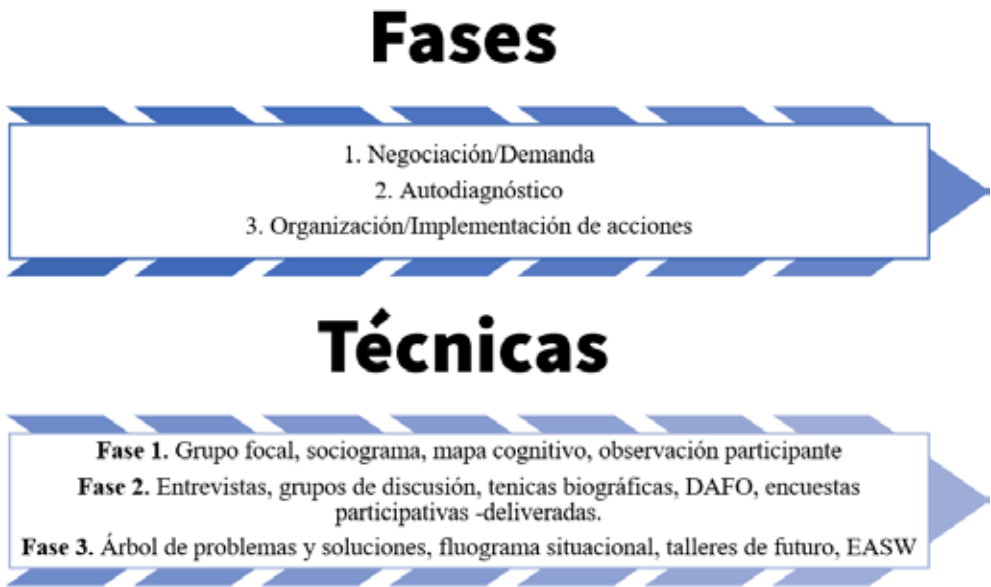 Fases
1. Negociación/Demanda
2. Autodiagnóstico
3. Organización/Implementación de acciones
Técnicas
Fase 1. Grupo focal, sociograma, mapa cognitivo, observación participante
Fase 2. Entrevistas, grupos de discusión, tenicas biográficas, DAFO, encuestas
participativas -deliveradas.
Fase 3. Árbol de problemas y soluciones, fluograma situacional, talleres de futuro, EASW